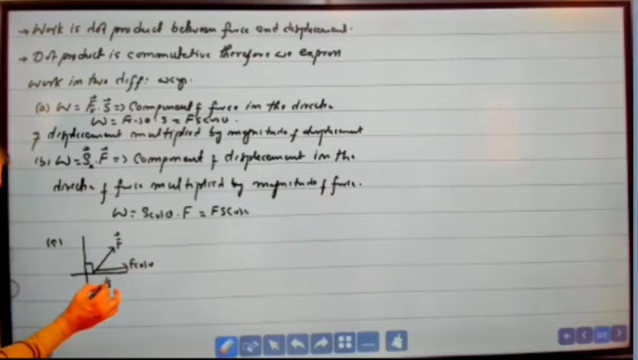 → Work is dot product between force and displacement.
→ Dot product is commutative therefore we express
work in two diff. ways.
(a) W = F⃗. S⃗ => Component of force in the direction
W = F cosθ . S = FS cosθ.
of displacement multiplied by magnitude of displacement
(b) W = S⃗. F⃗ => Component of displacement in the
direction of force multiplied by magnitude of force.
W = S cosθ . F = FS cosθ
(c)
F⃗
F cosθ